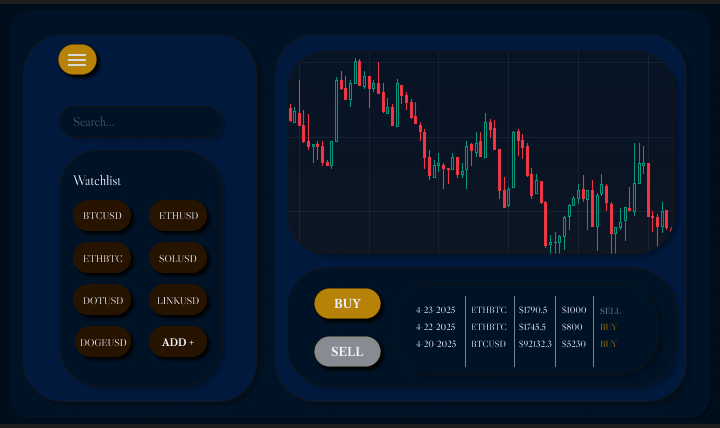 Search...
Watchlist
BTCUSD ETHUSD
ETHBTC SOLUSD
DOTUSD LINKUSD
DOGEUSD ADD +
BUY
SELL
4-23-2025 ETHBTC $1790.5 $1000 SELL
4-22-2025 ETHBTC $1745.5 $800 BUY
4-20-2025 BTCUSD $92132.3 $5230 BUY